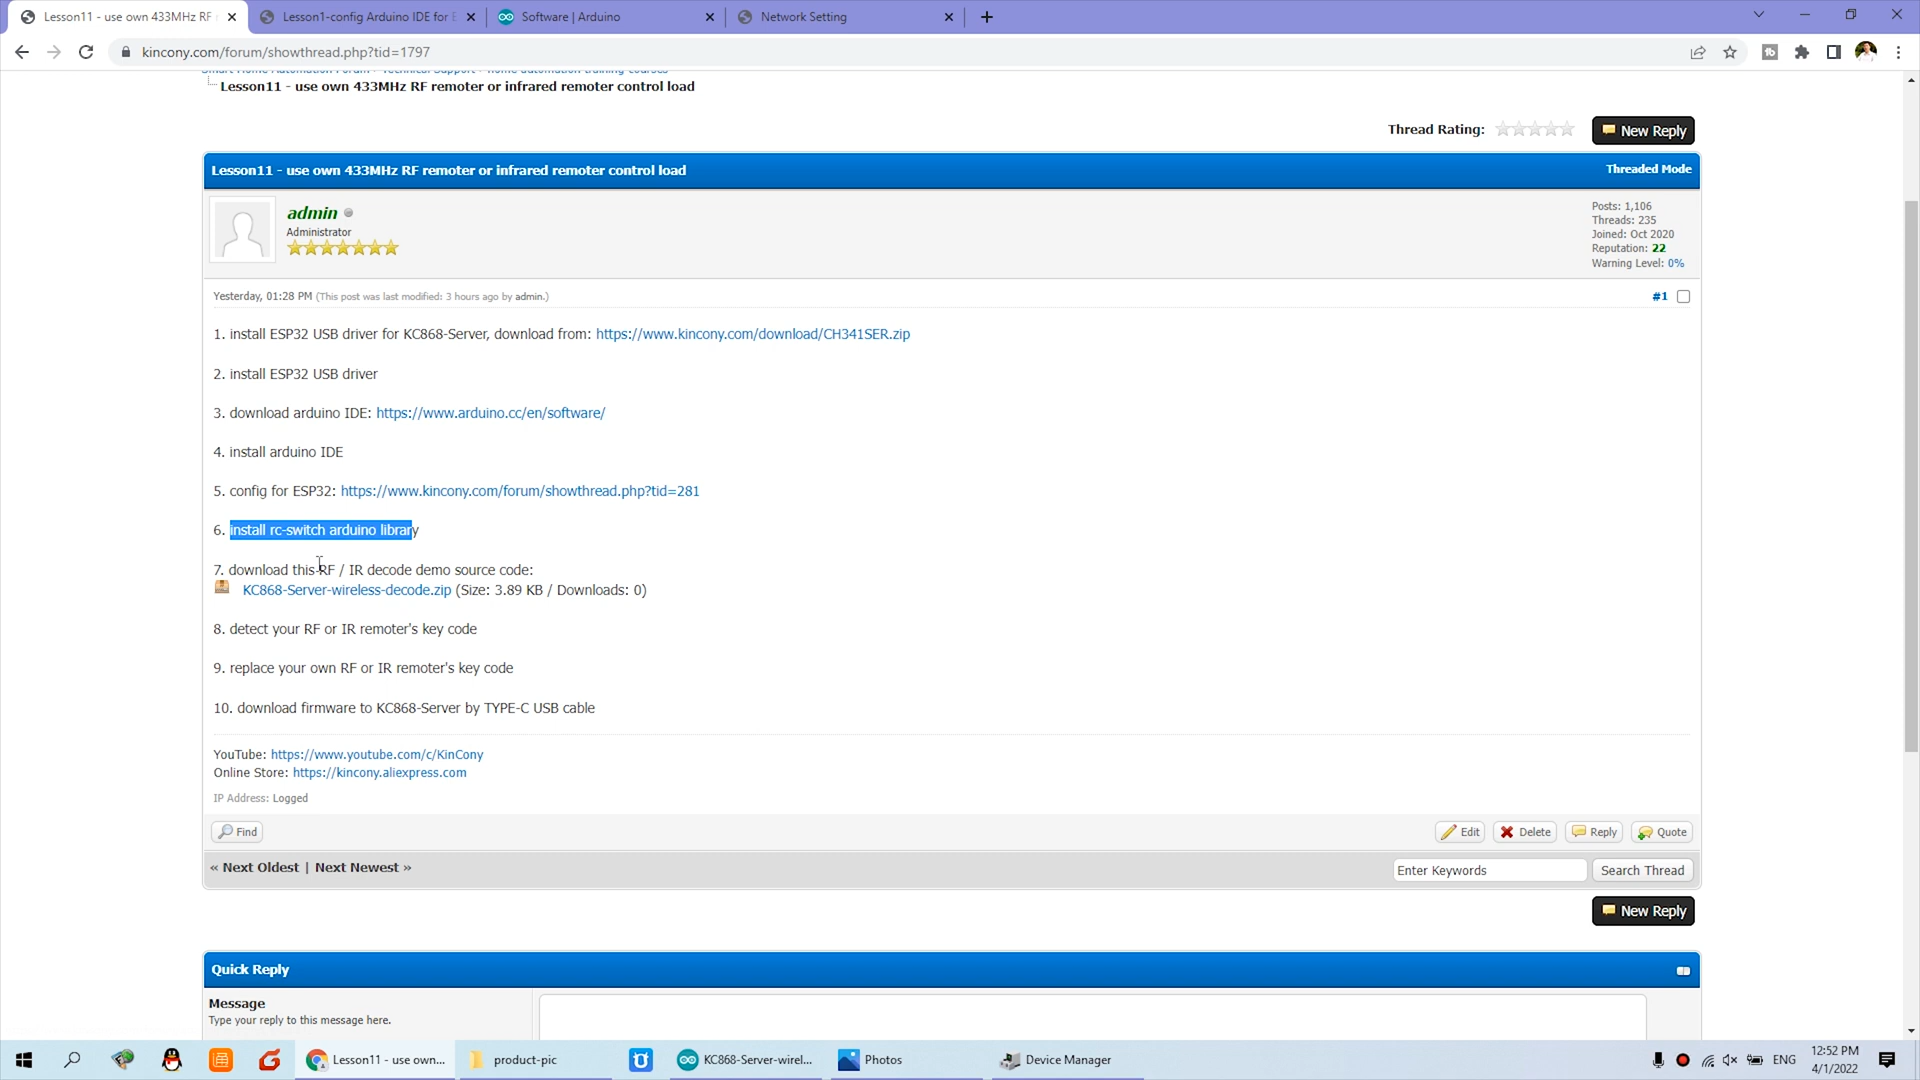 Lesson11 - use own 433MHz RF r
Lesson1-config Arduino IDE for E
Software | Arduino
Network Setting
kincony.com/forum/showthread.php?tid=1797
Smart Home Automation Forum › Technical Support › home automation training courses
Lesson11 - use own 433MHz RF remoter or infrared remoter control load
Thread Rating:
New Reply
Lesson11 - use own 433MHz RF remoter or infrared remoter control load
Threaded Mode
admin
Administrator
Posts: 1,106
Threads: 235
Joined: Oct 2020
Reputation: 22
Warning Level: 0%
Yesterday, 01:28 PM (This post was last modified: 3 hours ago by admin.)
#1
1. install ESP32 USB driver for KC868-Server, download from: https://www.kincony.com/download/CH341SER.zip
2. install ESP32 USB driver
3. download arduino IDE: https://www.arduino.cc/en/software/
4. install arduino IDE
5. config for ESP32: https://www.kincony.com/forum/showthread.php?tid=281
6. install rc-switch arduino library
7. download this RF / IR decode demo source code:
KC868-Server-wireless-decode.zip (Size: 3.89 KB / Downloads: 0)
8. detect your RF or IR remoter's key code
9. replace your own RF or IR remoter's key code
10. download firmware to KC868-Server by TYPE-C USB cable
YouTube: https://www.youtube.com/c/KinCony
Online Store: https://kincony.aliexpress.com
IP Address: Logged
Find
Edit
Delete
Reply
Quote
« Next Oldest | Next Newest »
Enter Keywords
Search Thread
New Reply
Quick Reply
Message
Type your reply to this message here.
Lesson11 - use own...
product-pic
KC868-Server-wirel...
Photos
Device Manager
ENG
12:52 PM
4/1/2022